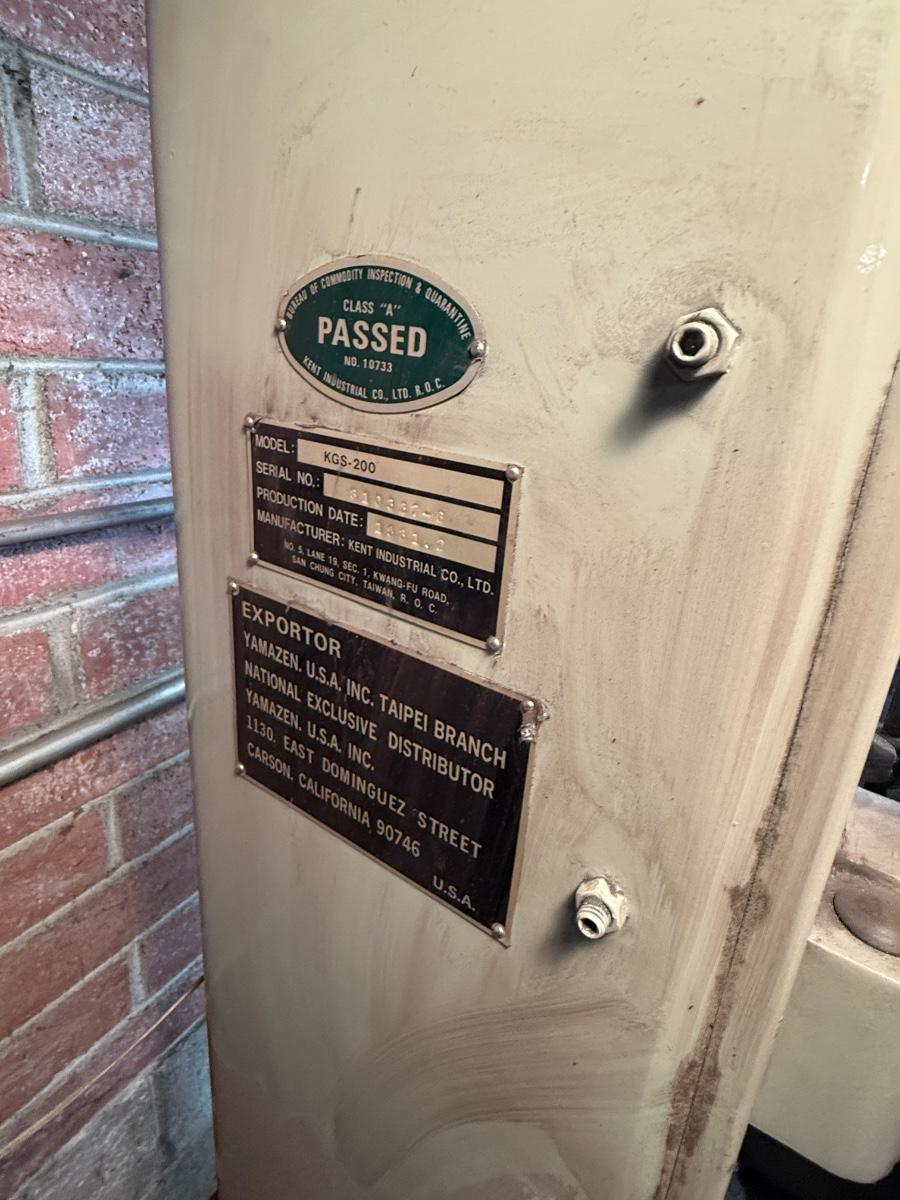 BUREAU OF COMMODITY INSPECTION & QUARANTINE
CLASS "A"
PASSED
NO. 10733
KENT INDUSTRIAL CO., LTD. R.O.C.
MODEL: KGS-200
SERIAL NO.:
PRODUCTION DATE:
MANUFACTURER: KENT INDUSTRIAL CO., LTD.
NO. 5, LANE 19, SEC. 1, KWANG-FU ROAD,
SAN CHUNG CITY, TAIWAN, R. O. C.
EXPORTOR
YAMAZEN. U.S.A. INC. TAIPEI BRANCH
NATIONAL EXCLUSIVE DISTRIBUTOR
YAMAZEN. U.S.A. INC.
1130. EAST DOMINGUEZ STREET
CARSON. CALIFORNIA 90746
U.S.A.